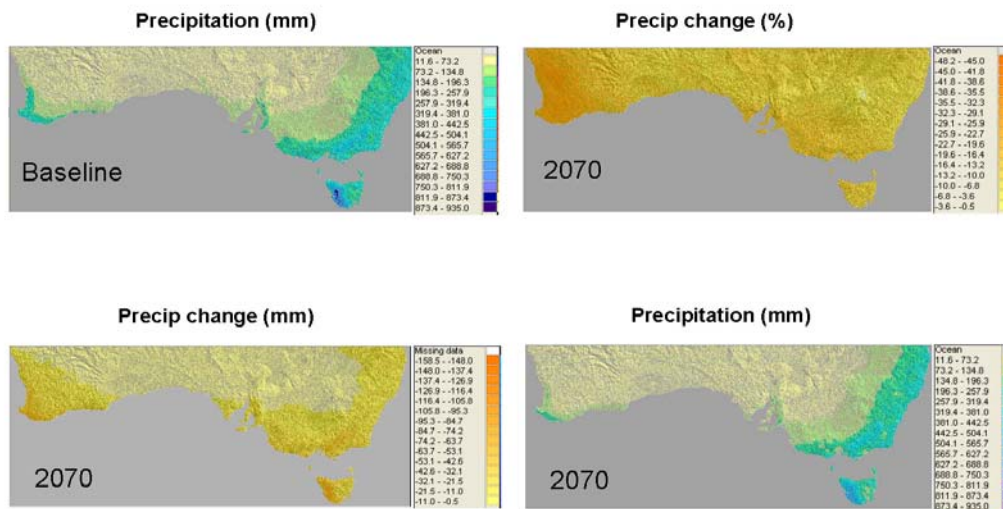 Precipitation (mm)
Baseline
Ocean
11.6 - 73.2
73.2 - 134.8
134.8 - 196.3
196.3 - 257.9
257.9 - 319.4
319.4 - 381.0
381.0 - 442.5
442.5 - 504.1
504.1 - 565.7
565.7 - 627.2
627.2 - 688.8
688.8 - 750.3
750.3 - 811.9
811.9 - 873.4
873.4 - 935.0
Precip change (%)
2070
Ocean
-48.2 - -45.0
-45.0 - -41.8
-41.8 - -38.6
-38.6 - -35.5
-35.5 - -32.3
-32.3 - -29.1
-29.1 - -25.9
-25.9 - -22.7
-22.7 - -19.6
-19.6 - -16.4
-16.4 - -13.2
-13.2 - -10.0
-10.0 - -6.8
-6.8 - -3.6
-3.6 - -0.5
Precip change (mm)
2070
Missing data
-158.5 - -148.0
-148.0 - -137.4
-137.4 - -126.9
-126.9 - -116.4
-116.4 - -105.8
-105.8 - -95.3
-95.3 - -84.7
-84.7 - -74.2
-74.2 - -63.7
-63.7 - -53.1
-53.1 - -42.6
-42.6 - -32.1
-32.1 - -21.5
-21.5 - -11.0
-11.0 - -0.5
Precipitation (mm)
2070
Ocean
11.6 - 73.2
73.2 - 134.8
134.8 - 196.3
196.3 - 257.9
257.9 - 319.4
319.4 - 381.0
381.0 - 442.5
442.5 - 504.1
504.1 - 565.7
565.7 - 627.2
627.2 - 688.8
688.8 - 750.3
750.3 - 811.9
811.9 - 873.4
873.4 - 935.0